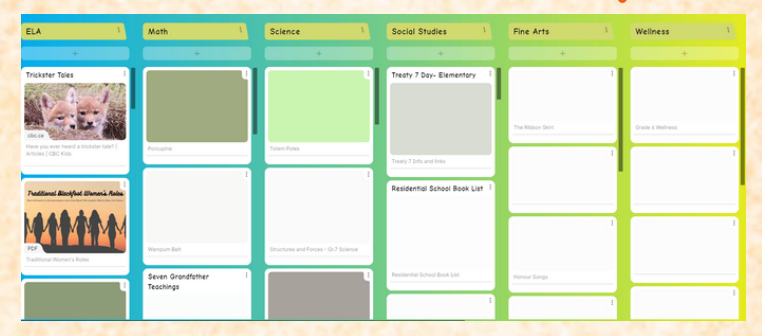 ELA
Trickster Tales
cbc.ca
Have you ever heard a trickster tale? |
Articles | CBC Kids
Traditional Blackfoot Women's Roles
PDF
Traditional Women's Roles
Math
Porcupine
Wampum Belt
Seven Grandfather
Teachings
Science
Totem Poles
Structures and Forces - Gr.7 Science
Social Studies
Treaty 7 Day- Elementary
Treaty 7 Info and links
Residential School Book List
Residential School Book List
Fine Arts
The Ribbon Skirt
Honour Songs
Wellness
Grade 6 Wellness